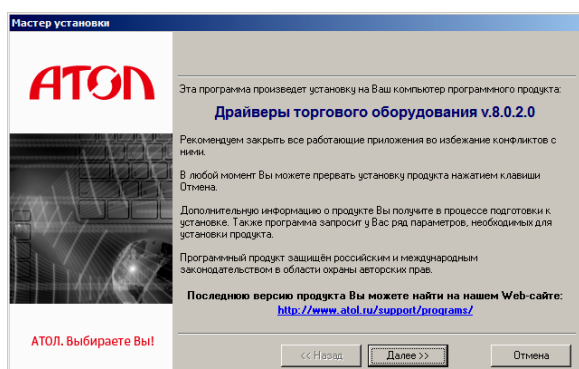 Мастер установки
АТОЛ
Эта программа произведет установку на Ваш компьютер программного продукта:
Драйверы торгового оборудования v.8.0.2.0
Рекомендуем закрыть все работающие приложения во избежание конфликтов с
ними.
В любой момент Вы можете прервать установку продукта нажатием клавиши
Отмена.
Дополнительную информацию о продукте Вы получите в процессе подготовки к
установке. Также программа запросит у Вас ряд параметров, необходимых для
установки продукта.
Программный продукт защищён российским и международным
законодательством в области охраны авторских прав.
Последнюю версию продукта Вы можете найти на нашем Web-сайте:
http://www.atol.ru/support/programs/
АТОЛ. Выбираете Вы!
<< Назад
Далее >>
Отмена